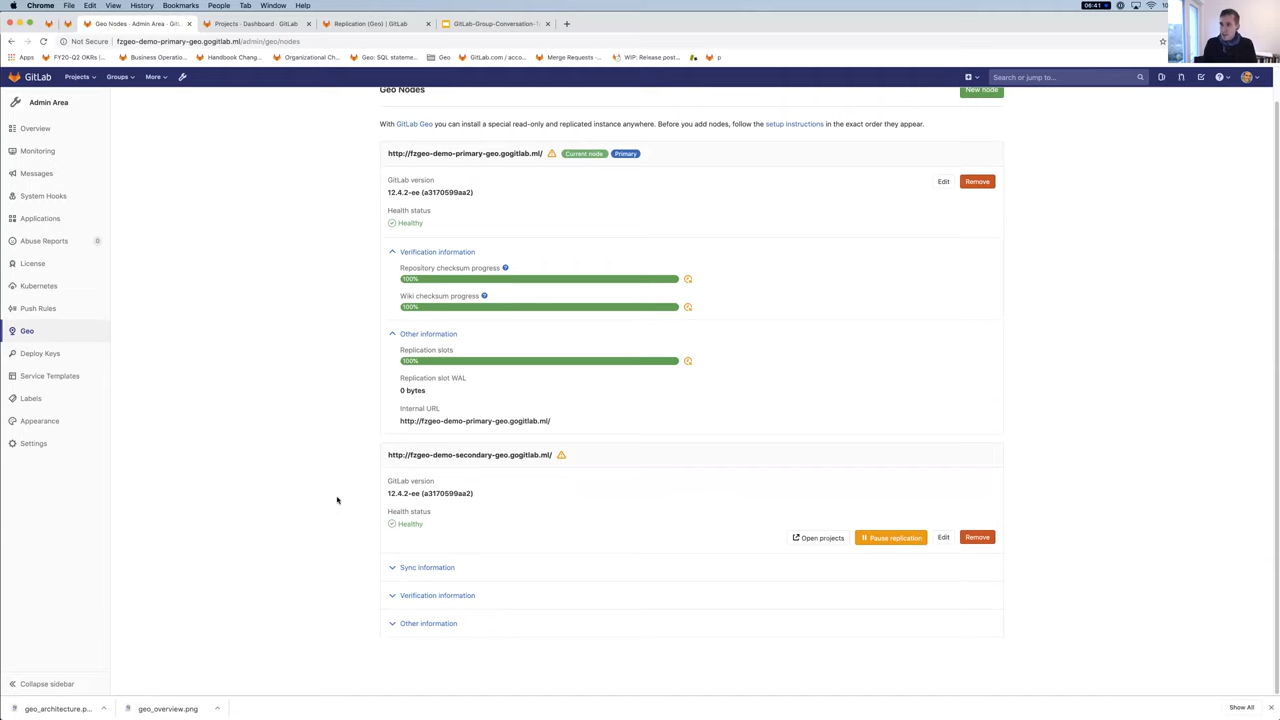 Chrome File Edit View History Bookmarks People Tab Window Help 06:41
Geo Nodes - Admin Area - Git
Projects - Dashboard · GitLab
Replication (Geo) | GitLab
GitLab-Group-Conversation-T
Not Secure fzgeo-demo-primary-geo.gogitlab.ml/admin/geo/nodes
Apps FY20-Q2 OKRs (... Business Operatio... Handbook Chang... Organizational Ch... Geo: SQL stateme... Geo GitLab.com / acco... Merge Requests ·... WIP: Release post... p
GitLab Projects Groups More Search or jump to...
Admin Area
Overview
Monitoring
Messages
System Hooks
Applications
Abuse Reports 0
License
Kubernetes
Push Rules
Geo
Deploy Keys
Service Templates
Labels
Appearance
Settings
Collapse sidebar
Geo Nodes New node
With GitLab Geo you can install a special read-only and replicated instance anywhere. Before you add nodes, follow the setup instructions in the exact order they appear.
http://fzgeo-demo-primary-geo.gogitlab.ml/ Current node Primary
GitLab version
12.4.2-ee (a3170599aa2)
Edit Remove
Health status
Healthy
Verification information
Repository checksum progress
100%
Wiki checksum progress
100%
Other information
Replication slots
100%
Replication slot WAL
0 bytes
Internal URL
http://fzgeo-demo-primary-geo.gogitlab.ml/
http://fzgeo-demo-secondary-geo.gogitlab.ml/
GitLab version
12.4.2-ee (a3170599aa2)
Health status
Healthy
Open projects Pause replication Edit Remove
Sync information
Verification information
Other information
geo_architecture.p... geo_overview.png Show All